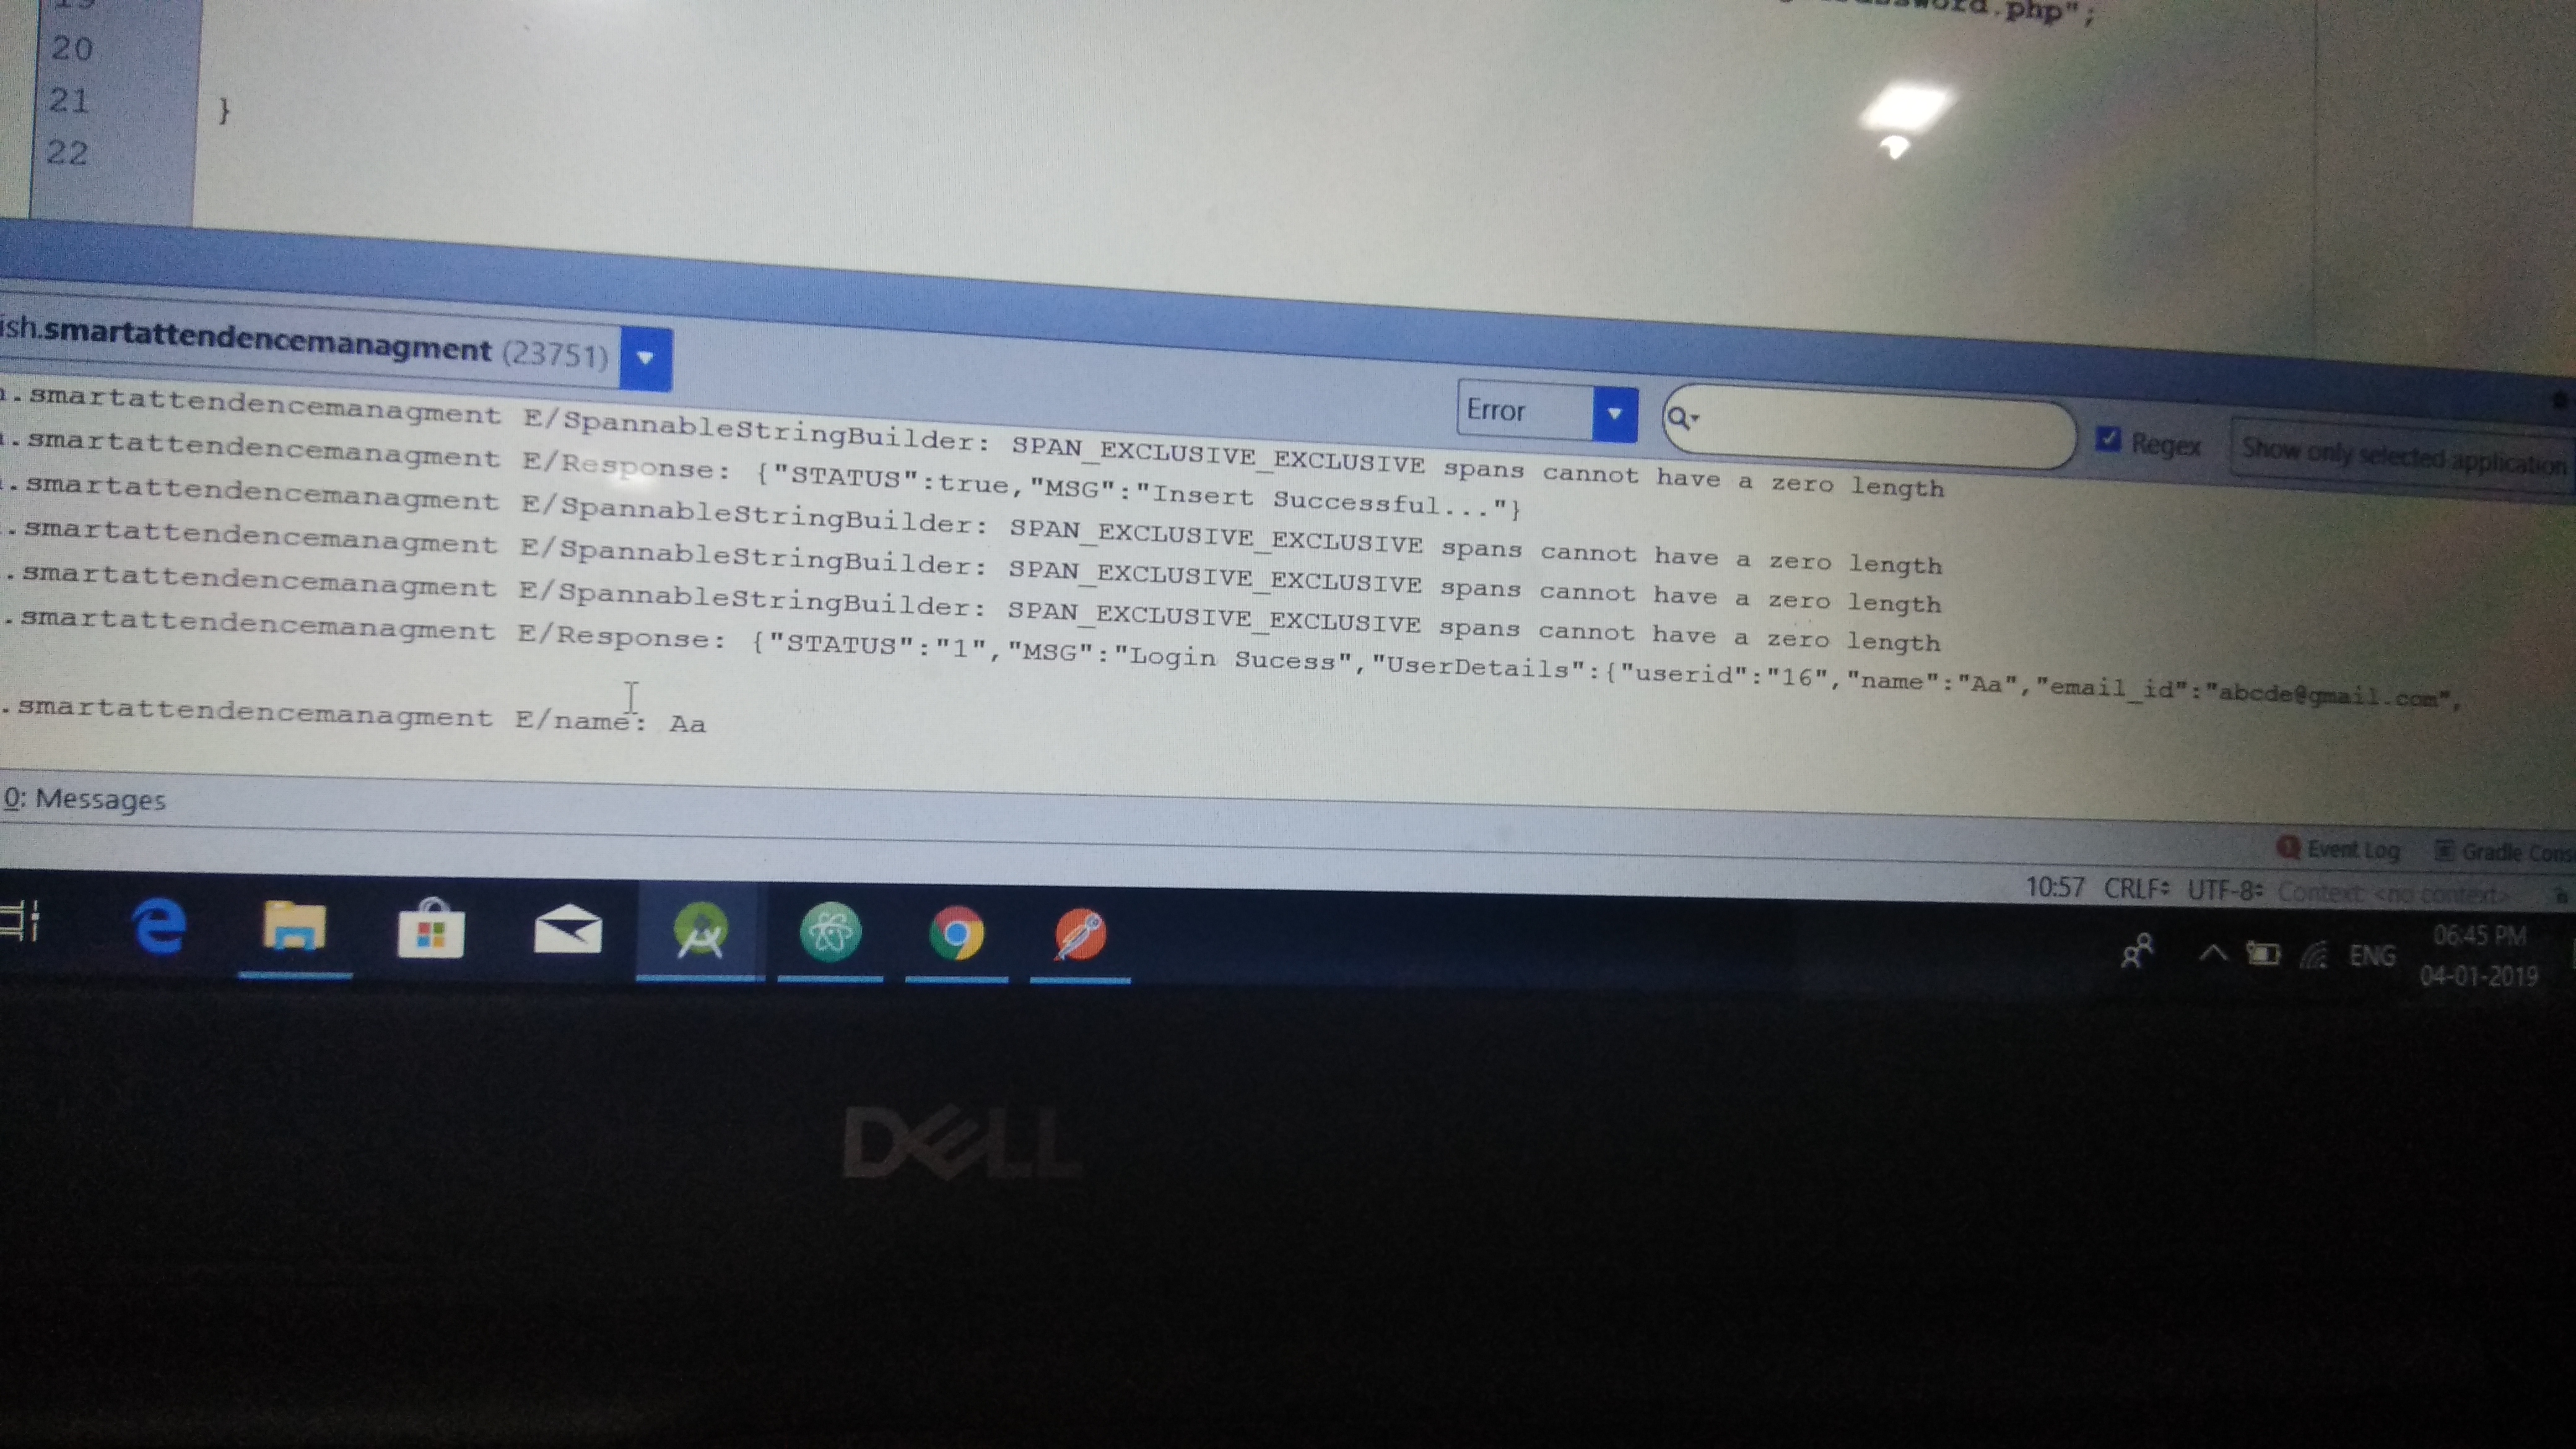 20
21 }
22
ish.smartattendencemanagment (23751)
Error
Regex
Show only selected application
.smartattendencemanagment E/SpannableStringBuilder: SPAN_EXCLUSIVE_EXCLUSIVE spans cannot have a zero length
.smartattendencemanagment E/Response: {"STATUS":true,"MSG":"Insert Successful..."}
.smartattendencemanagment E/SpannableStringBuilder: SPAN_EXCLUSIVE_EXCLUSIVE spans cannot have a zero length
.smartattendencemanagment E/SpannableStringBuilder: SPAN_EXCLUSIVE_EXCLUSIVE spans cannot have a zero length
.smartattendencemanagment E/SpannableStringBuilder: SPAN_EXCLUSIVE_EXCLUSIVE spans cannot have a zero length
.smartattendencemanagment E/Response: {"STATUS":"1","MSG":"Login Sucess","UserDetails":{"userid":"16","name":"Aa","email_id":"abcde@gmail.com",
.smartattendencemanagment E/name: Aa
0: Messages
Event Log Gradle Cons
10:57 CRLF UTF-8 Context: <no context>
ENG
06:45 PM
04-01-2019
DELL